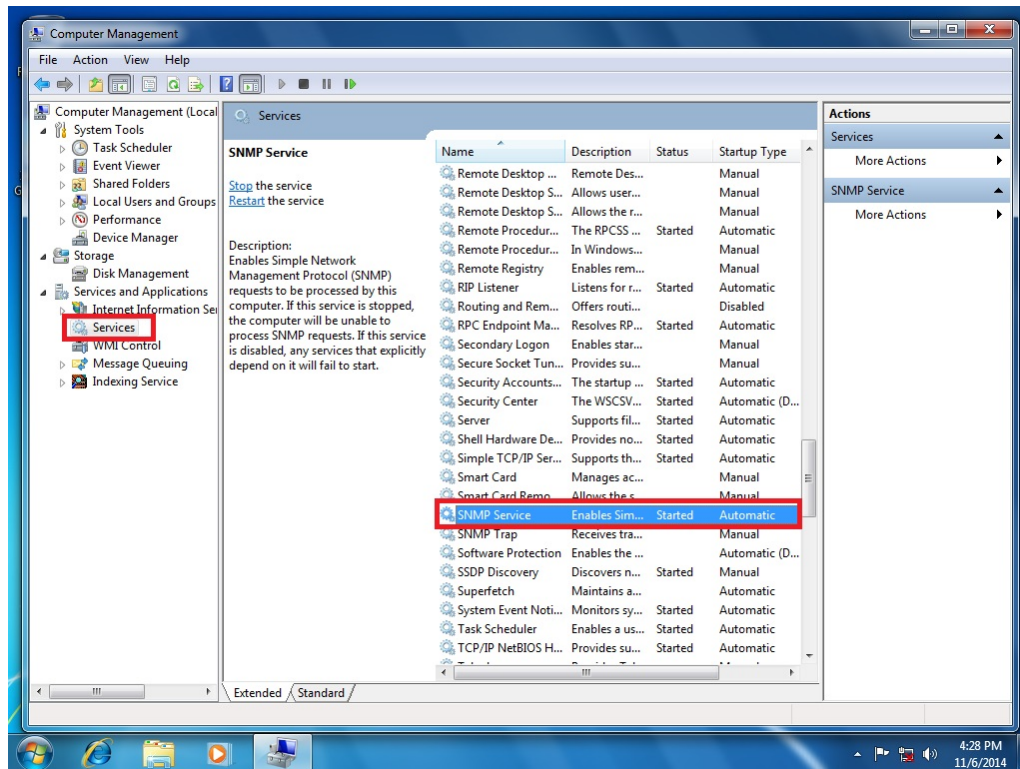 Computer Management
File Action View Help
Computer Management (Local
System Tools
Task Scheduler
Event Viewer
Shared Folders
Local Users and Groups
Performance
Device Manager
Storage
Disk Management
Services and Applications
Internet Information Ser
Services
WMI Control
Message Queuing
Indexing Service
Services
SNMP Service
Stop the service
Restart the service
Description:
Enables Simple Network
Management Protocol (SNMP)
requests to be processed by this
computer. If this service is stopped,
the computer will be unable to
process SNMP requests. If this service
is disabled, any services that explicitly
depend on it will fail to start.
Name Description Status Startup Type
Remote Desktop ... Remote Des... Manual
Remote Desktop S... Allows user... Manual
Remote Desktop S... Allows the r... Manual
Remote Procedur... The RPCSS ... Started Automatic
Remote Procedur... In Windows... Manual
Remote Registry Enables rem... Manual
RIP Listener Listens for r... Started Automatic
Routing and Rem... Offers routi... Disabled
RPC Endpoint Ma... Resolves RP... Started Automatic
Secondary Logon Enables star... Manual
Secure Socket Tun... Provides su... Manual
Security Accounts... The startup ... Started Automatic
Security Center The WSCSV... Started Automatic (D...
Server Supports fil... Started Automatic
Shell Hardware De... Provides no... Started Automatic
Simple TCP/IP Ser... Supports th... Started Automatic
Smart Card Manages ac... Manual
Smart Card Remo Allows the s Manual
SNMP Service Enables Sim... Started Automatic
SNMP Trap Receives tra... Manual
Software Protection Enables the ... Automatic (D...
SSDP Discovery Discovers n... Started Manual
Superfetch Maintains a... Automatic
System Event Noti... Monitors sy... Started Automatic
Task Scheduler Enables a us... Started Automatic
TCP/IP NetBIOS H... Provides su... Started Automatic
Extended Standard
Actions
Services
More Actions
SNMP Service
More Actions
4:28 PM
11/6/2014